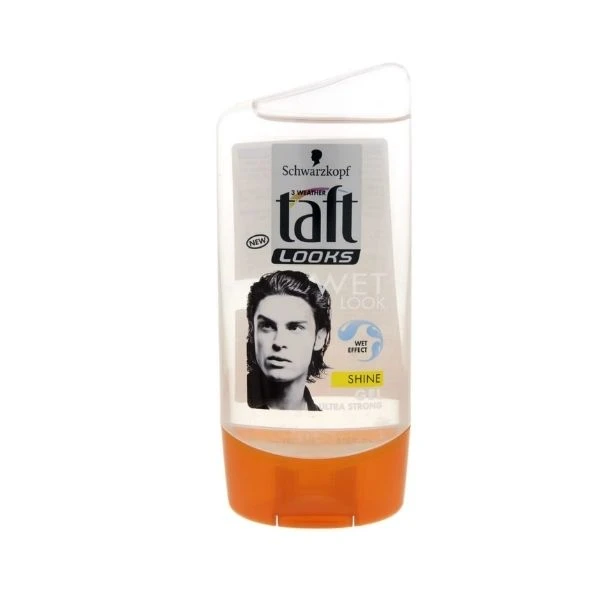 Schwarzkopf
3 WEATHER
taft
NEW
LOOKS
WET
LOOK
WET
EFFECT
SHINE
GEL
ULTRA STRONG